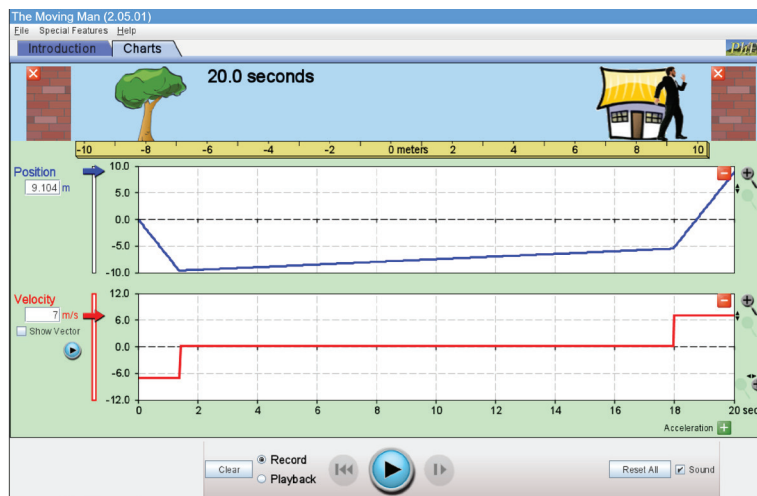 The Moving Man (2.05.01)
File Special Features Help
Introduction Charts
20.0 seconds
-10 -8 -6 -4 -2 0 meters 2 4 6 8 10
Position
9.104 m
10.0
5.0
0.0
-5.0
-10.0
Velocity
7 m/s
Show Vector
12.0
6.0
0.0
-6.0
-12.0
0 2 4 6 8 10 12 14 16 18 20 sec
Acceleration
Clear
Record
Playback
Reset All
Sound